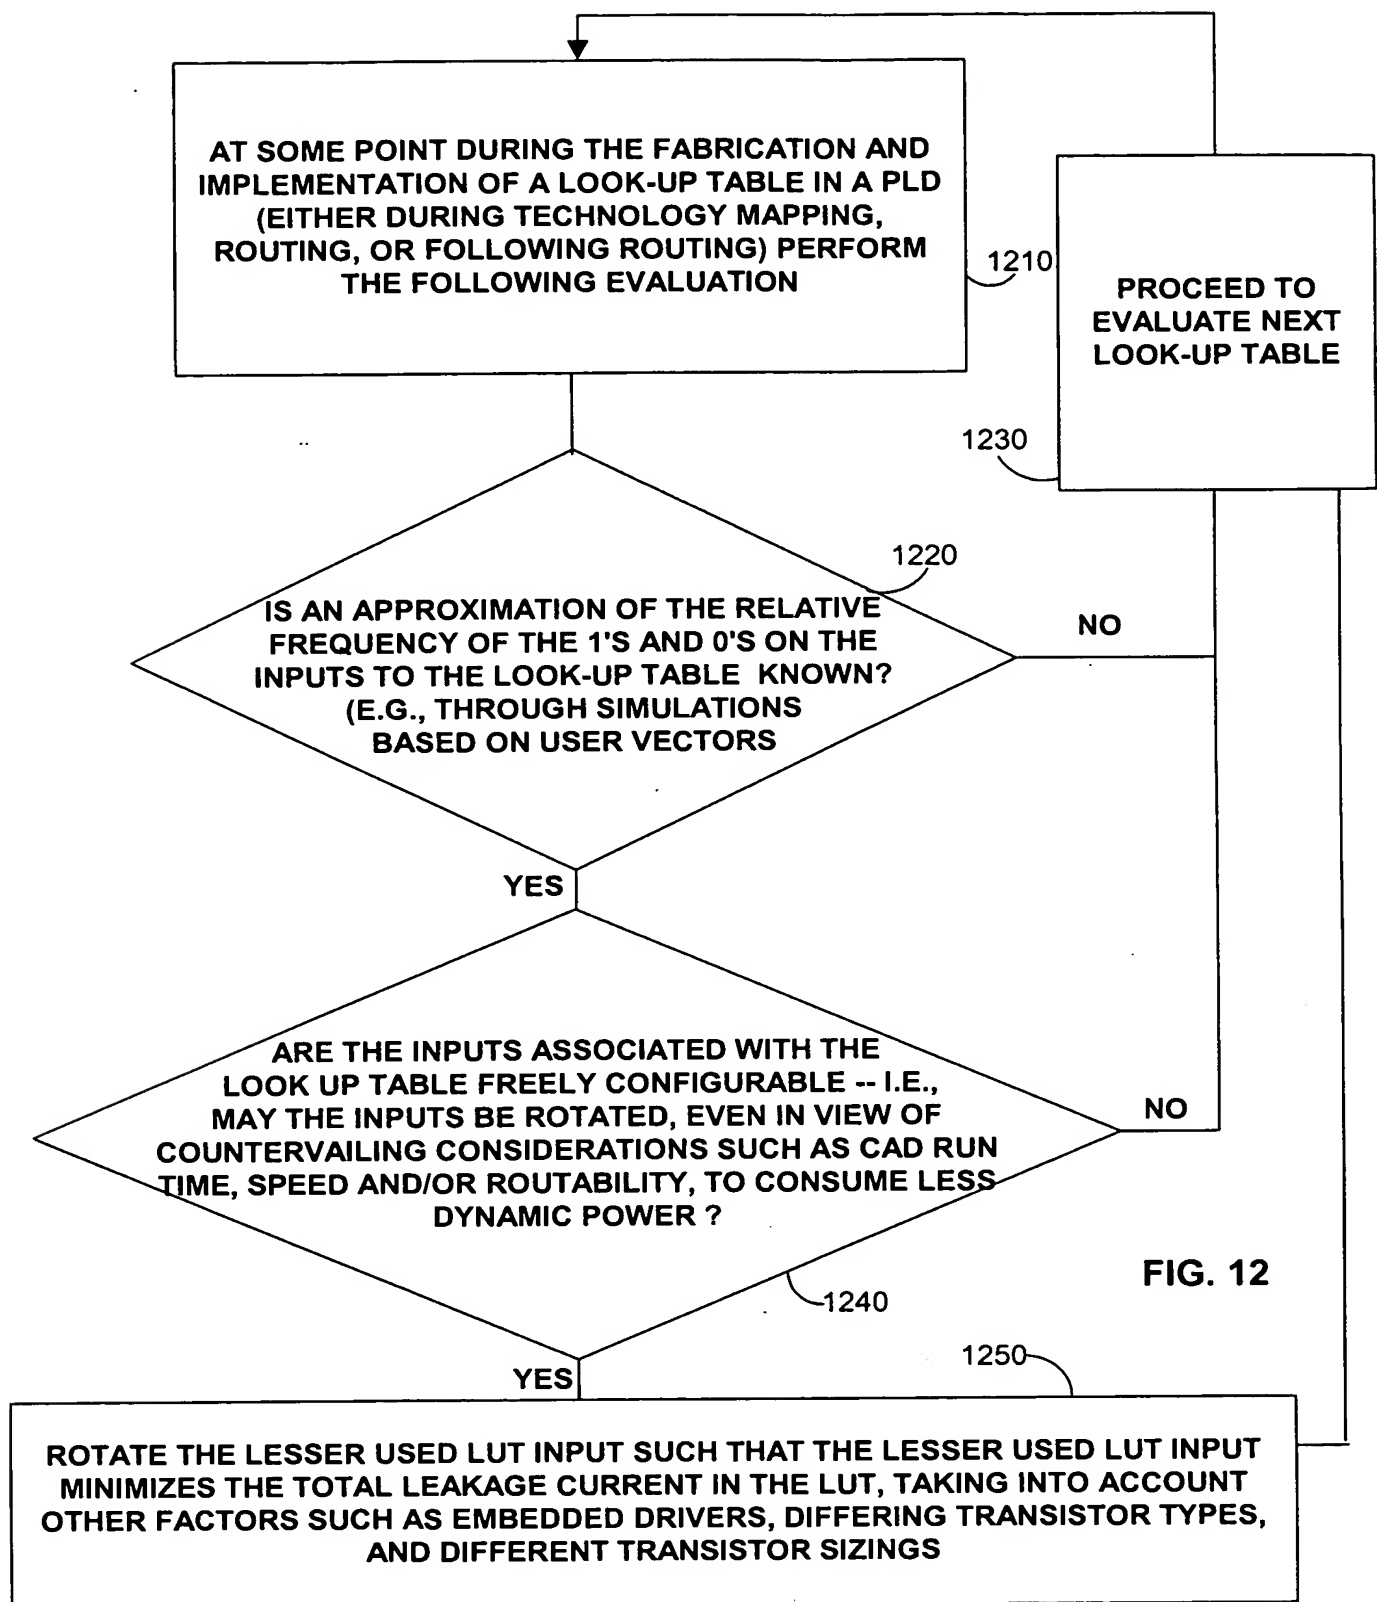 AT SOME POINT DURING THE FABRICATION AND
IMPLEMENTATION OF A LOOK-UP TABLE IN A PLD
(EITHER DURING TECHNOLOGY MAPPING,
ROUTING, OR FOLLOWING ROUTING) PERFORM
THE FOLLOWING EVALUATION
1210
PROCEED TO
EVALUATE NEXT
LOOK-UP TABLE
1230
1220
IS AN APPROXIMATION OF THE RELATIVE
FREQUENCY OF THE 1'S AND 0'S ON THE
INPUTS TO THE LOOK-UP TABLE KNOWN?
(E.G., THROUGH SIMULATIONS
BASED ON USER VECTORS
NO
YES
ARE THE INPUTS ASSOCIATED WITH THE
LOOK UP TABLE FREELY CONFIGURABLE -- I.E.,
MAY THE INPUTS BE ROTATED, EVEN IN VIEW OF
COUNTERVAILING CONSIDERATIONS SUCH AS CAD RUN
TIME, SPEED AND/OR ROUTABILITY, TO CONSUME LESS
DYNAMIC POWER ?
NO
1240
FIG. 12
YES
1250
ROTATE THE LESSER USED LUT INPUT SUCH THAT THE LESSER USED LUT INPUT
MINIMIZES THE TOTAL LEAKAGE CURRENT IN THE LUT, TAKING INTO ACCOUNT
OTHER FACTORS SUCH AS EMBEDDED DRIVERS, DIFFERING TRANSISTOR TYPES,
AND DIFFERENT TRANSISTOR SIZINGS